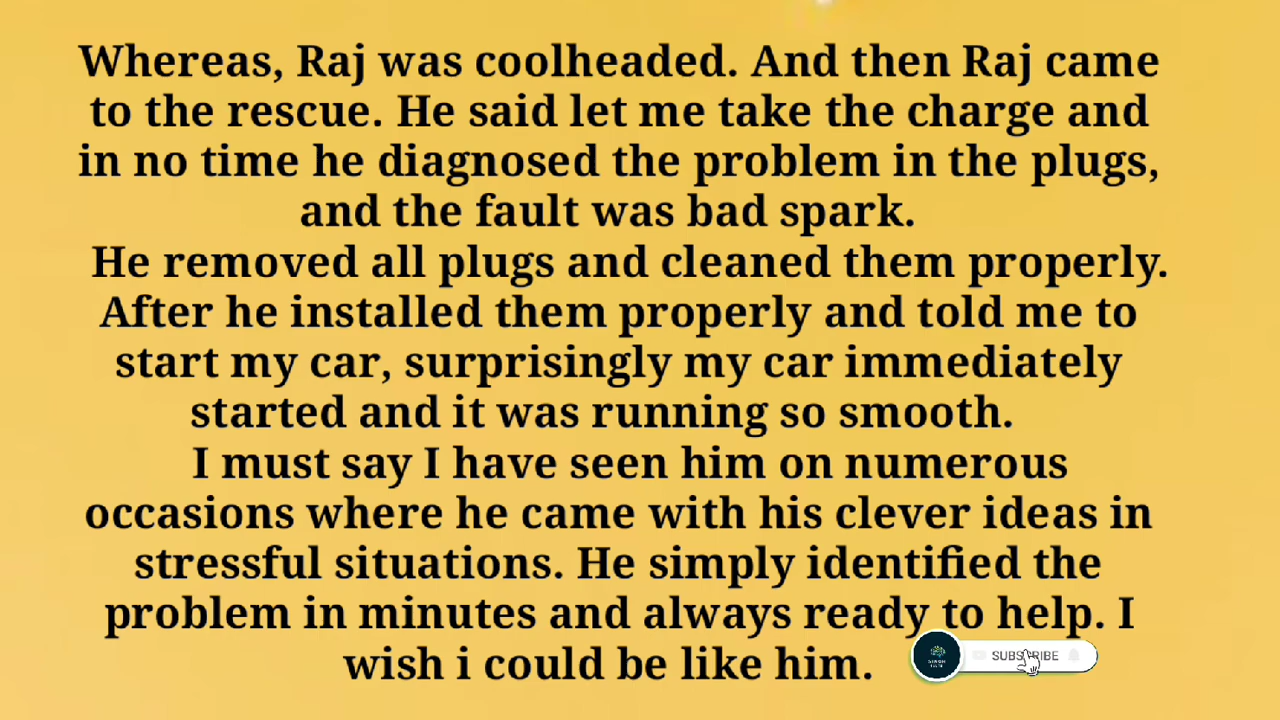 Whereas, Raj was coolheaded. And then Raj came
to the rescue. He said let me take the charge and
in no time he diagnosed the problem in the plugs,
and the fault was bad spark.
He removed all plugs and cleaned them properly.
After he installed them properly and told me to
start my car, surprisingly my car immediately
started and it was running so smooth.
I must say I have seen him on numerous
occasions where he came with his clever ideas in
stressful situations. He simply identified the
problem in minutes and always ready to help. I
wish i could be like him.
SUBSCRIBE